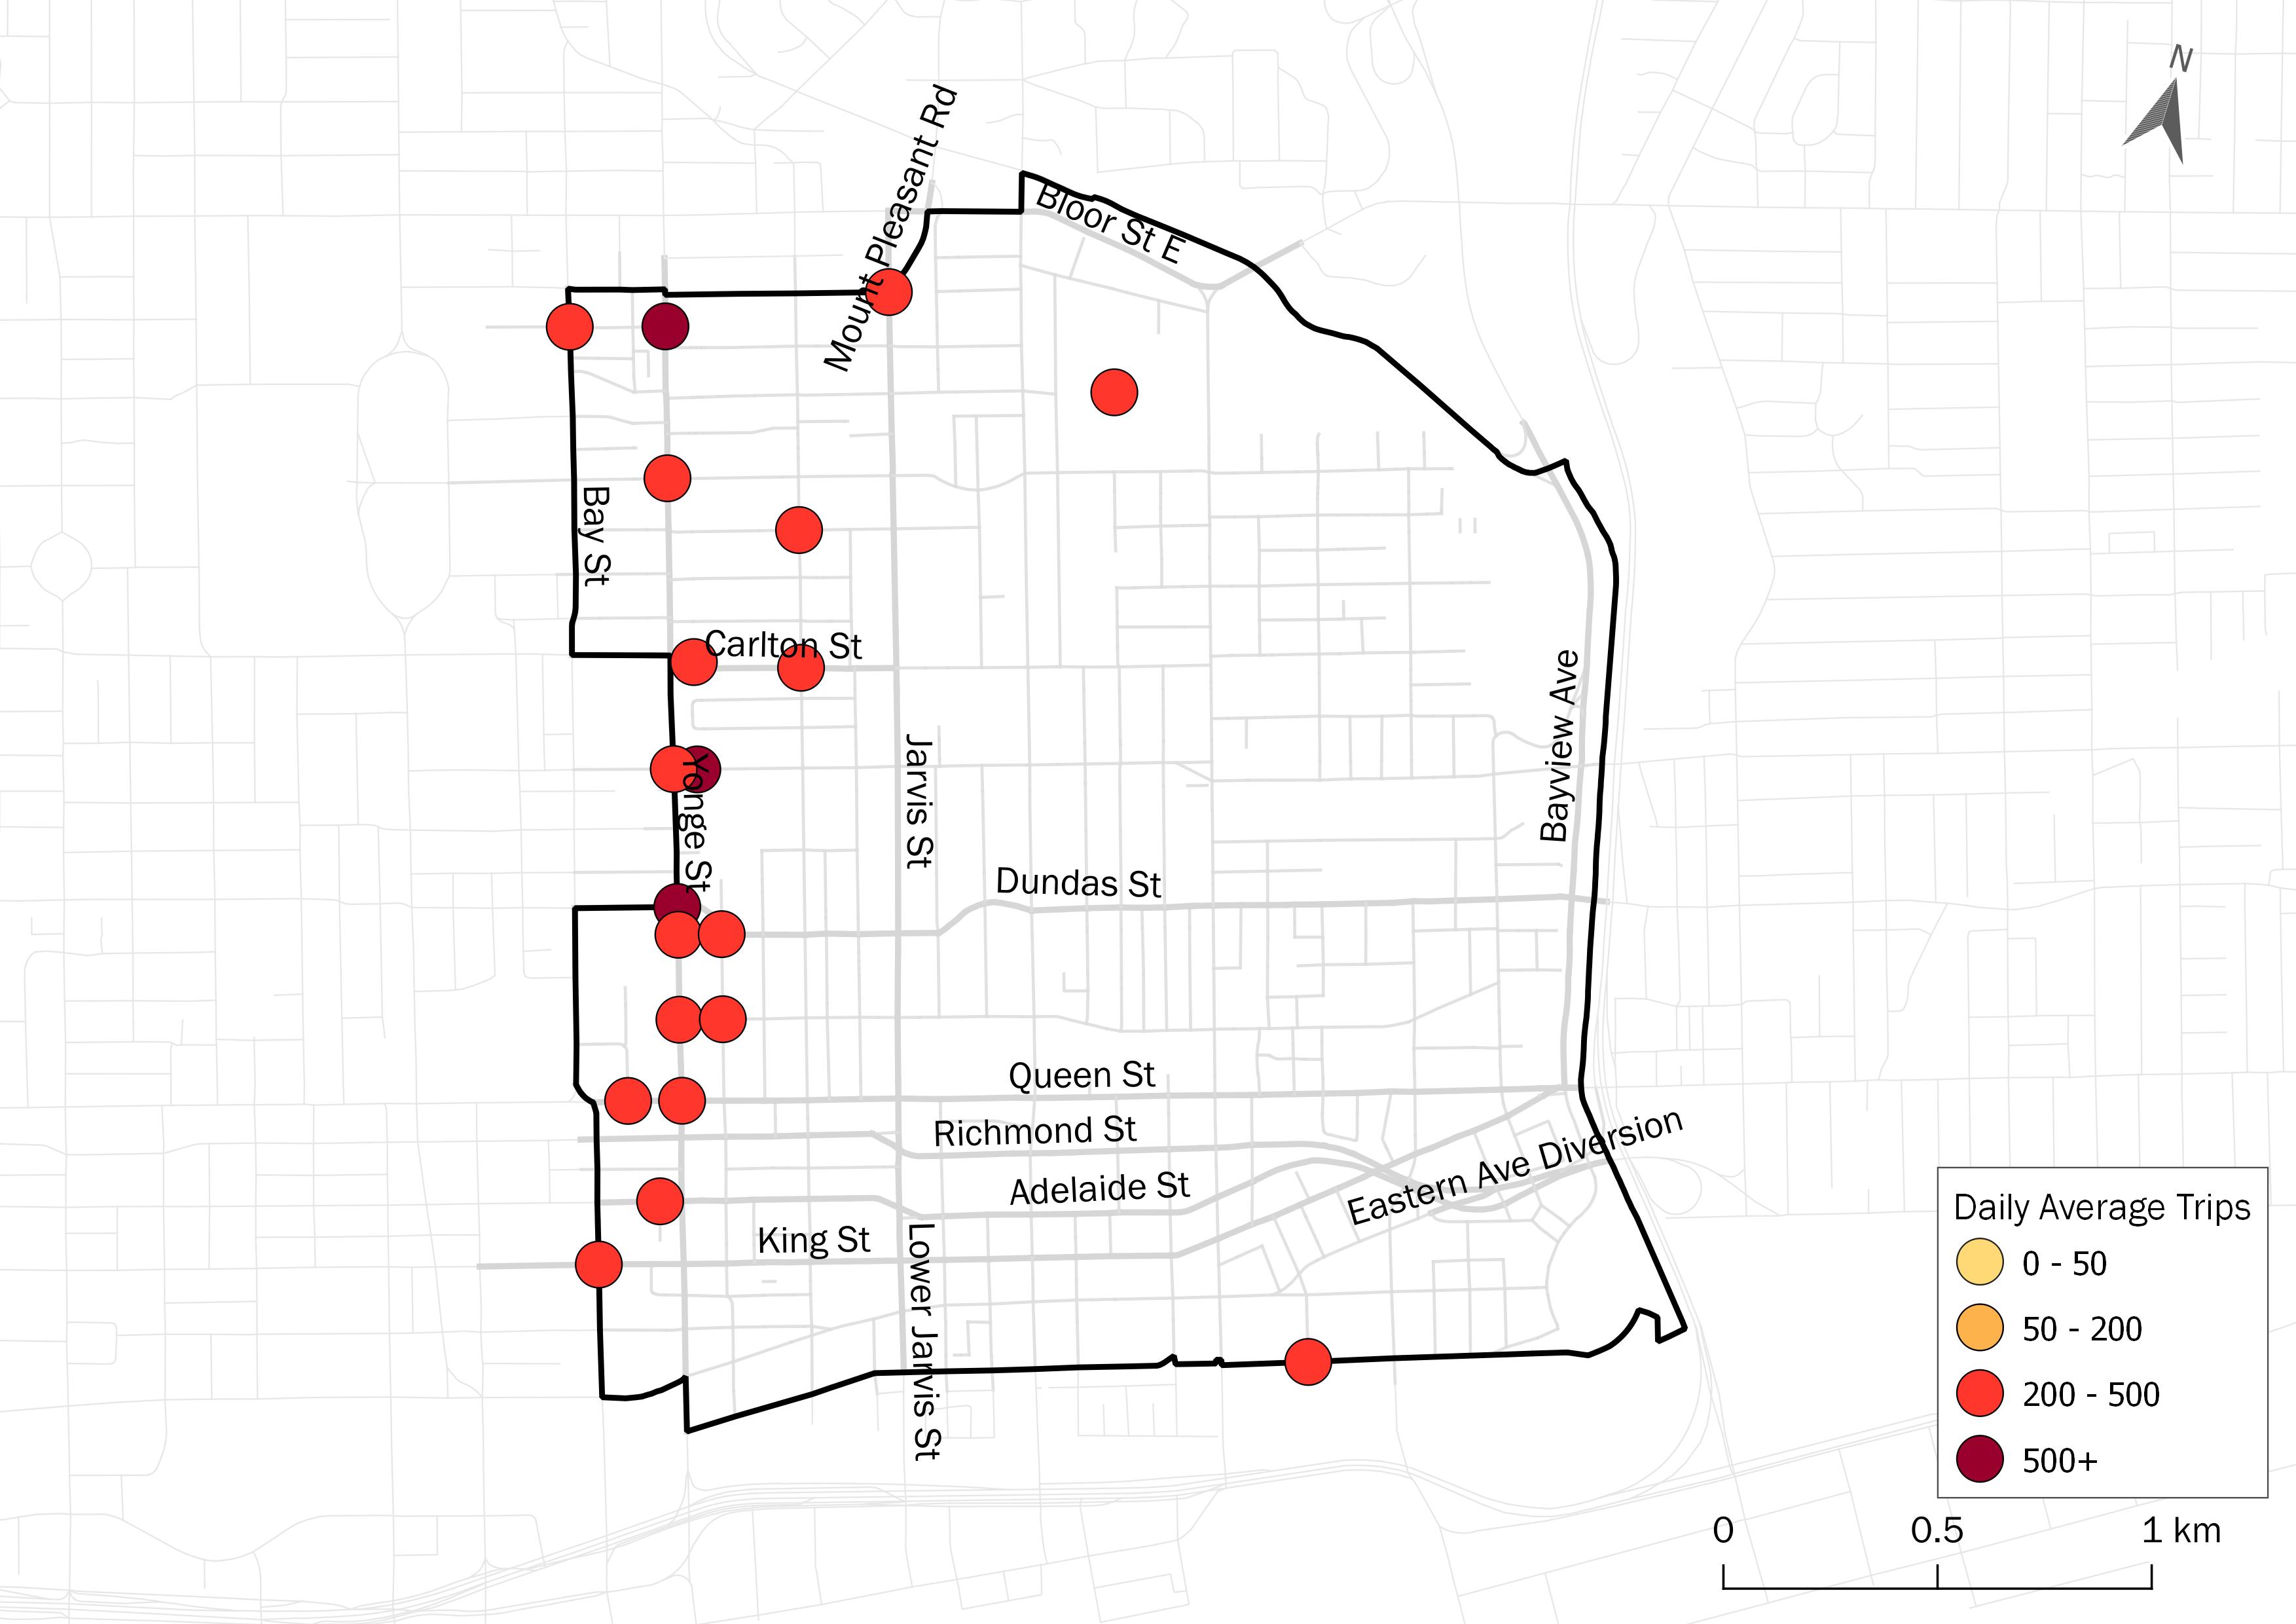 N
Mount Pleasant Rd
Bloor St E
Bay St
Carlton St
Yonge St
Jarvis St
Bayview Ave
Dundas St
Queen St
Richmond St
Adelaide St
Eastern Ave Diversion
King St
Lower Jarvis St
Daily Average Trips
0 - 50
50 - 200
200 - 500
500+
0 0.5 1 km